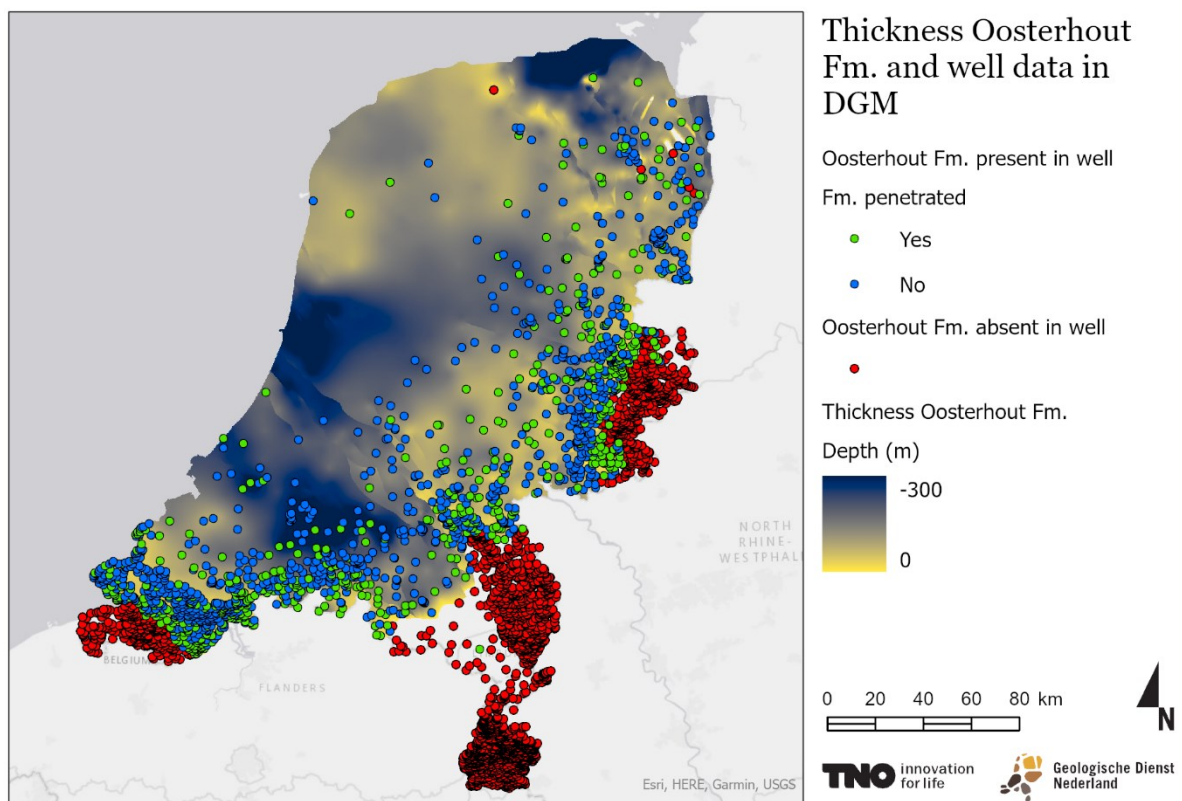 Thickness Oosterhout
Fm. and well data in
DGM
Oosterhout Fm. present in well
Fm. penetrated
Yes
No
Oosterhout Fm. absent in well
Thickness Oosterhout Fm.
Depth (m)
-300
0
NORTH
RHINE-
WESTPHAL
BELGIUM
FLANDERS
0 20 40 60 80 km
N
Esri, HERE, Garmin, USGS
TNO innovation
for life
Geologische Dienst
Nederland